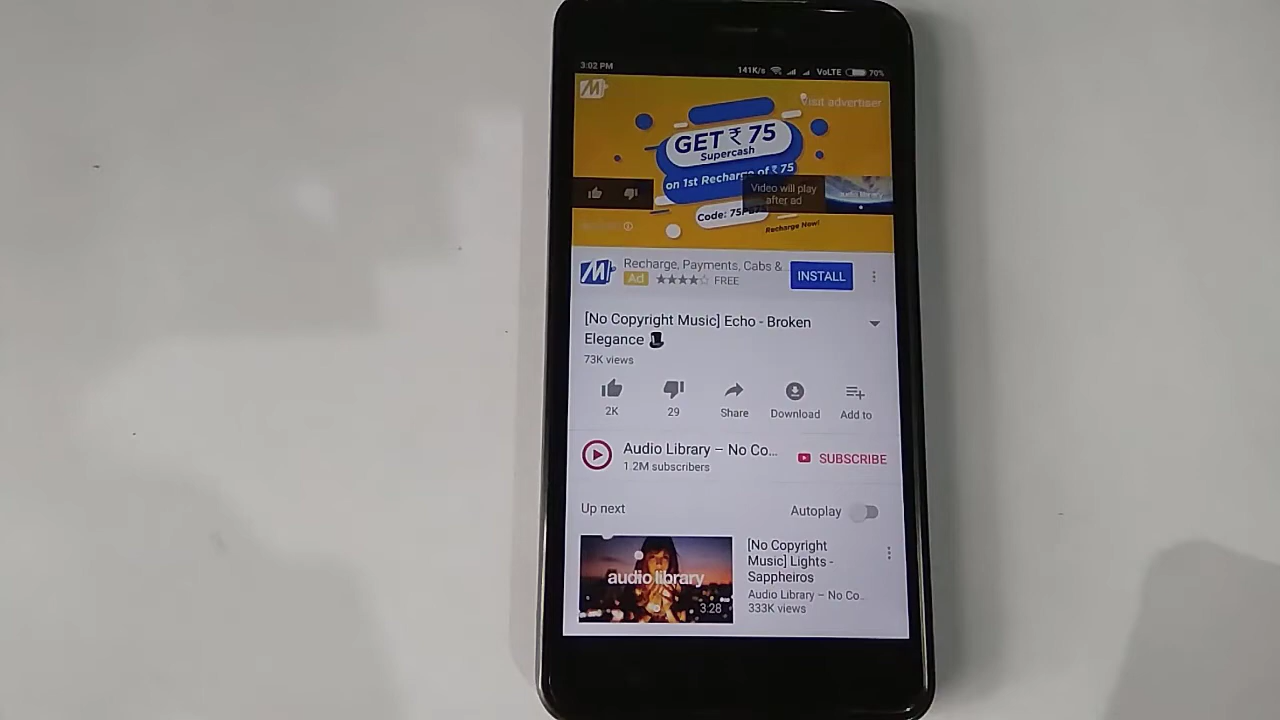 3:02 PM 141K/s VoLTE 70%
Visit advertiser
GET ₹ 75
Supercash
on 1st Recharge of ₹ 75
Video will play
after ad
audio library
Code:
Recharge Now!
Recharge, Payments, Cabs &
Ad FREE
INSTALL
[No Copyright Music] Echo - Broken
Elegance
73K views
2K 29 Share Download Add to
Audio Library – No Co...
1.2M subscribers
SUBSCRIBE
Up next Autoplay
audio library
3:28
[No Copyright
Music] Lights -
Sappheiros
Audio Library – No Co...
333K views